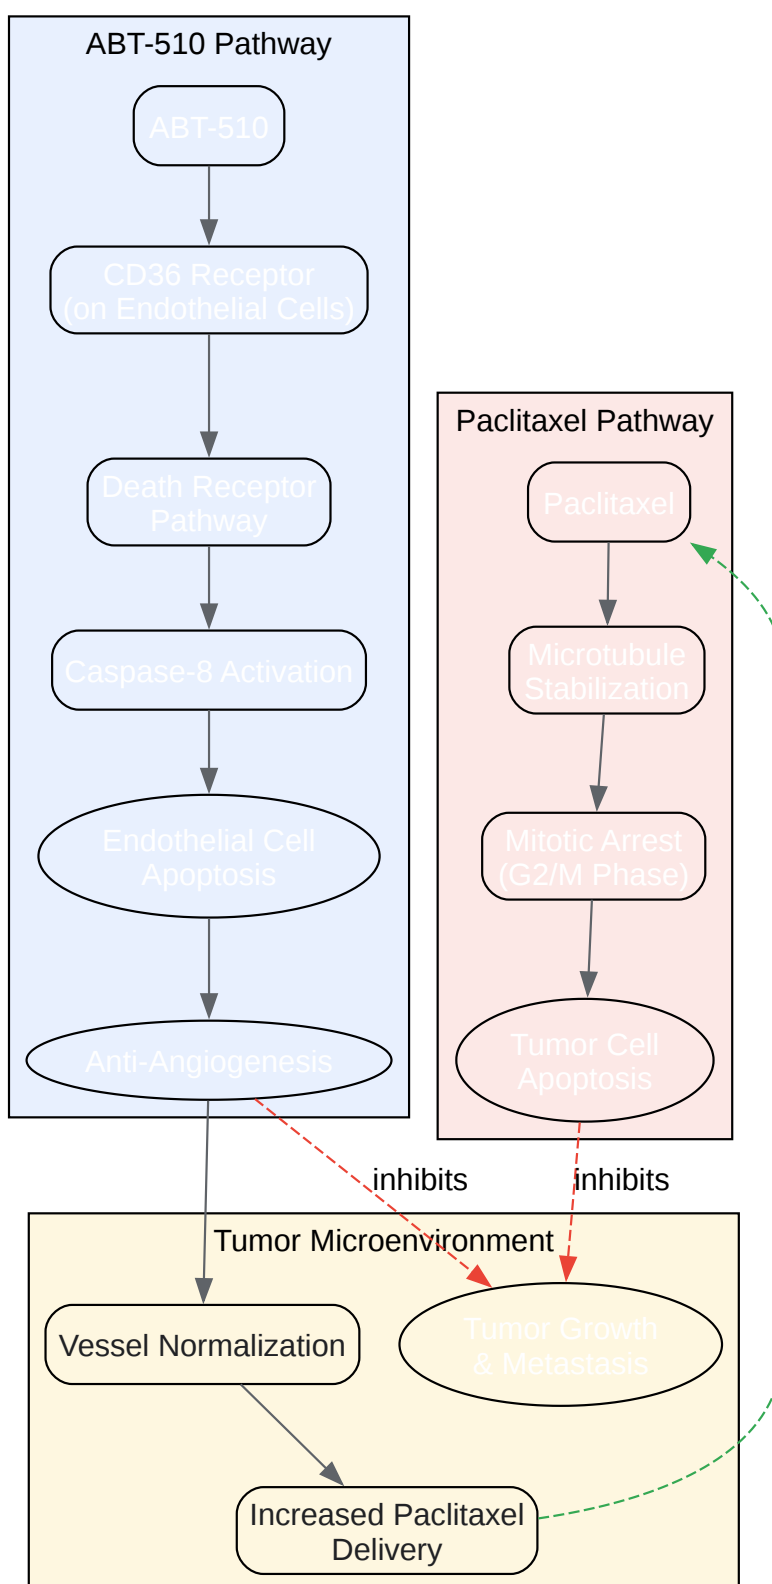 ABT-510 Pathway
ABT-510
CD36 Receptor
(on Endothelial Cells)
Death Receptor
Pathway
Caspase-8 Activation
Endothelial Cell
Apoptosis
Anti-Angiogenesis
Paclitaxel Pathway
Paclitaxel
Microtubule
Stabilization
Mitotic Arrest
(G2/M Phase)
Tumor Cell
Apoptosis
inhibits
inhibits
Tumor Microenvironment
Vessel Normalization
Tumor Growth
& Metastasis
Increased Paclitaxel
Delivery